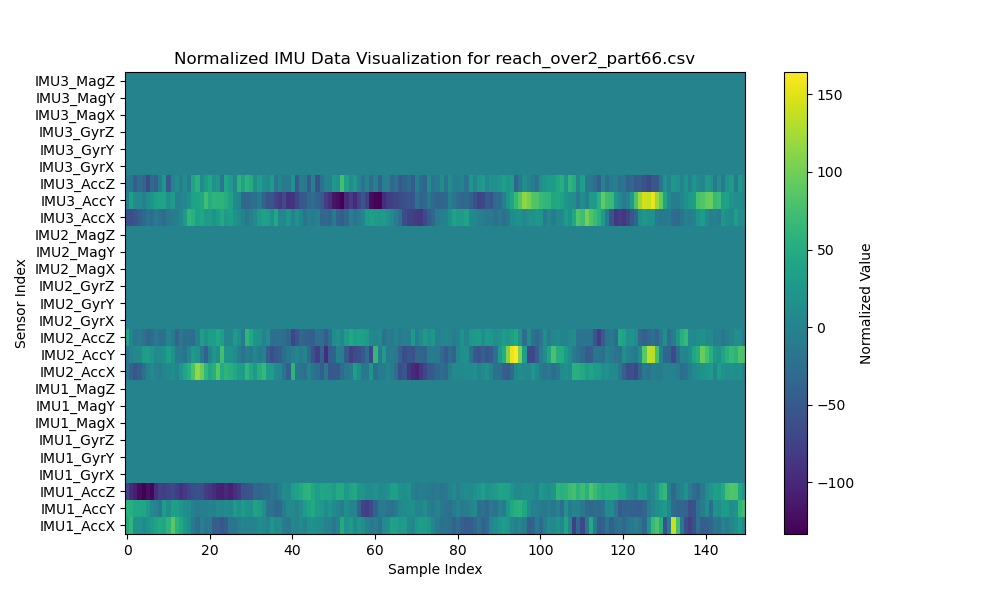 Normalized IMU Data Visualization for reach_over2_part66.csv
IMU3_MagZ
IMU3_MagY
IMU3_MagX
IMU3_GyrZ
IMU3_GyrY
IMU3_GyrX
IMU3_AccZ
IMU3_AccY
IMU3_AccX
IMU2_MagZ
IMU2_MagY
IMU2_MagX
IMU2_GyrZ
IMU2_GyrY
IMU2_GyrX
IMU2_AccZ
IMU2_AccY
IMU2_AccX
IMU1_MagZ
IMU1_MagY
IMU1_MagX
IMU1_GyrZ
IMU1_GyrY
IMU1_GyrX
IMU1_AccZ
IMU1_AccY
IMU1_AccX
Sensor Index
0 20 40 60 80 100 120 140
Sample Index
150
100
50
0
−50
−100
Normalized Value